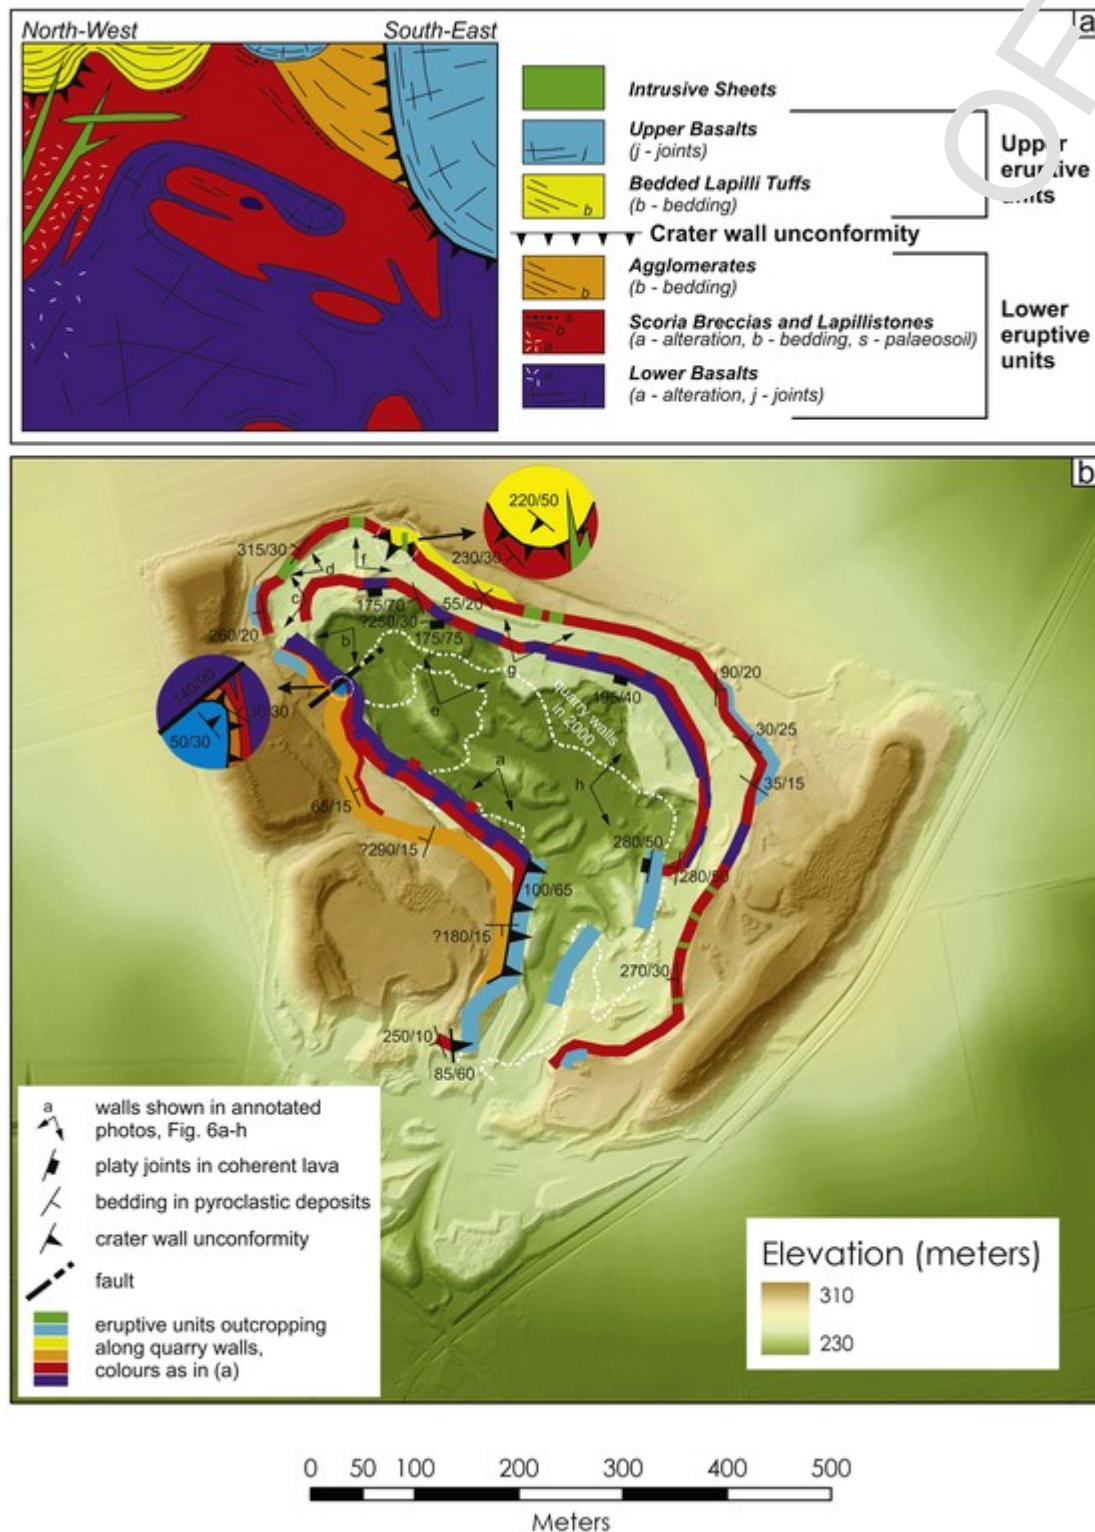 a
North-West
South-East
Intrusive Sheets
Upper Basalts
(j - joints)
Bedded Lapilli Tuffs
b
(b - bedding)
Upper
eruptive
units
Crater wall unconformity
Agglomerates
b
(b - bedding)
Scoria Breccias and Lapillistones
s
b
a
(a - alteration, b - bedding, s - palaeosoil)
Lower Basalts
a
j
(a - alteration, j - joints)
Lower
eruptive
units
b
220/50
230/30
315/30
d
f
c
175/70
55/20
?250/30
260/20
b
175/75
g
90/20
195/40
140/90
30/30
50/30
e
quarry walls
in 2000
30/25
a
h
35/15
65/15
?290/15
280/50
280/50
100/65
?180/15
270/30
250/10
85/60
a
walls shown in annotated
photos, Fig. 6a-h
platy joints in coherent lava
bedding in pyroclastic deposits
crater wall unconformity
fault
eruptive units outcropping
along quarry walls,
colours as in (a)
Elevation (meters)
310
230
0 50 100 200 300 400 500
Meters